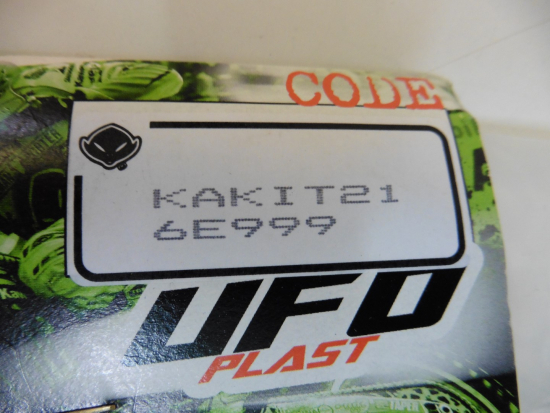 CODE
KAKIT21
6E999
UFO
PLAST